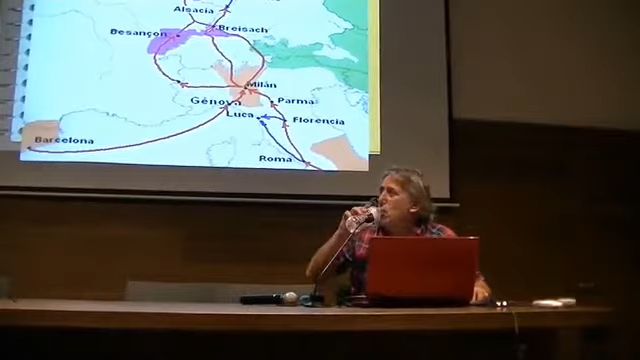 Alsacia
Besançon
Breisach
Milán
Génova
Parma
Luca
Florencia
Barcelona
Roma